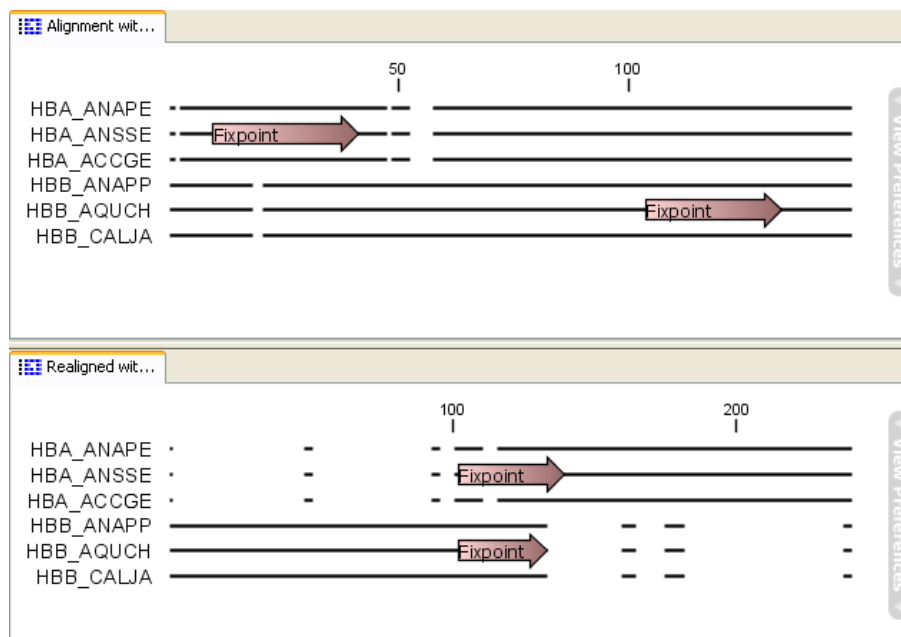 Alignment wit...
50 100
HBA_ANAPE
HBA_ANSSE Fixpoint
HBA_ACCGE
HBB_ANAPP
HBB_AQUCH Fixpoint
HBB_CALJA
View Preferences
Realigned wit...
100 200
HBA_ANAPE
HBA_ANSSE Fixpoint
HBA_ACCGE
HBB_ANAPP
HBB_AQUCH Fixpoint
HBB_CALJA
View Preferences